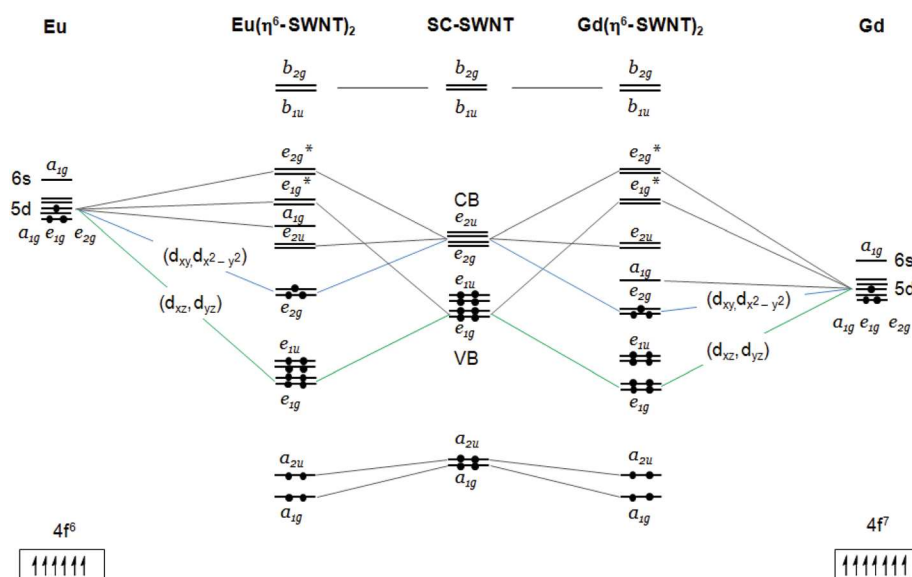 Eu Eu(η⁶-SWNT)₂ SC-SWNT Gd(η⁶-SWNT)₂ Gd
b₂g b₂g b₂g
b₁ᵤ b₁ᵤ b₁ᵤ
e₂g* e₂g*
6s a₁g e₁g* CB e₁g*
5d a₁g e₂ᵤ
a₁g e₁g e₂g e₂ᵤ e₂g e₂ᵤ a₁g 6s
(dxy,dx²−y²) a₁g 5d
(dxz,dyz) e₂g e₁ᵤ e₂g (dxy,dx²−y²) a₁g e₁g e₂g
e₁ᵤ e₁g e₁ᵤ (dxz,dyz)
e₁g VB e₁g
a₂ᵤ a₂ᵤ a₂ᵤ
a₁g a₁g a₁g
4f⁶ 4f⁷